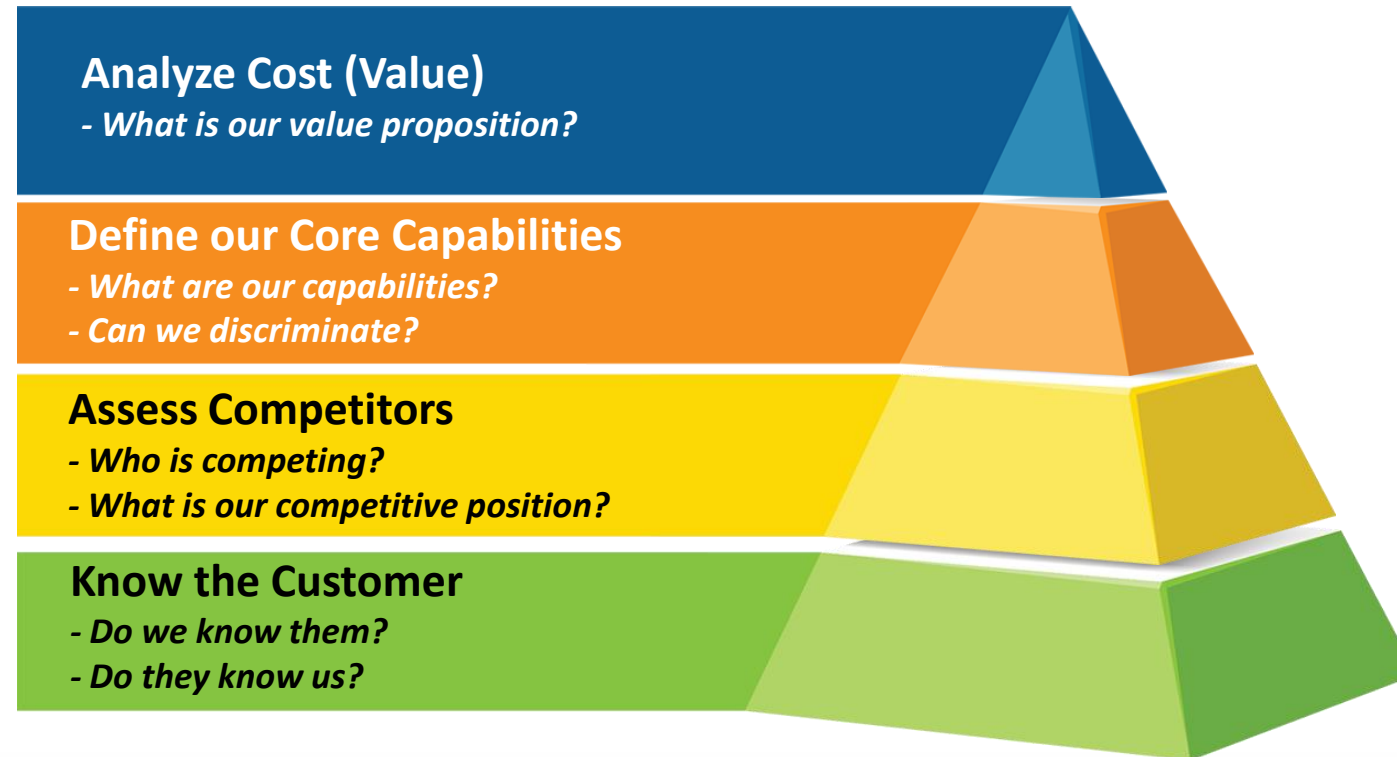 Analyze Cost (Value)
- What is our value proposition?
Define our Core Capabilities
- What are our capabilities?
- Can we discriminate?
Assess Competitors
- Who is competing?
- What is our competitive position?
Know the Customer
- Do we know them?
- Do they know us?